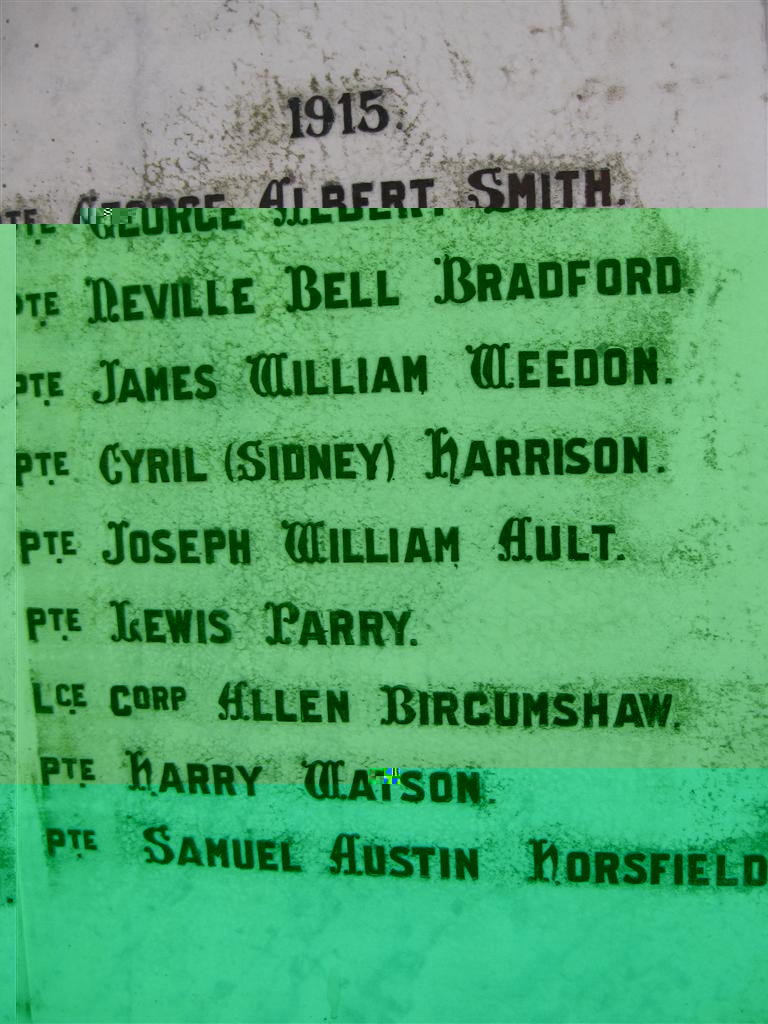 1915.
PTE GEORGE ALBERT SMITH.
PTE NEVILLE BELL BRADFORD.
PTE JAMES WILLIAM WEEDON.
PTE CYRIL (SIDNEY) HARRISON.
PTE JOSEPH WILLIAM AULT.
PTE LEWIS PARRY.
LCE CORP ALLEN BIRCUMSHAW.
PTE HARRY WATSON.
PTE SAMUEL AUSTIN HORSFIELD